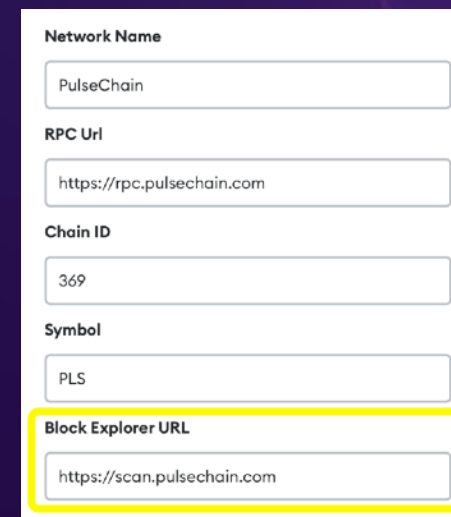 Network Name
PulseChain
RPC Url
https://rpc.pulsechain.com
Chain ID
369
Symbol
PLS
Block Explorer URL
https://scan.pulsechain.com